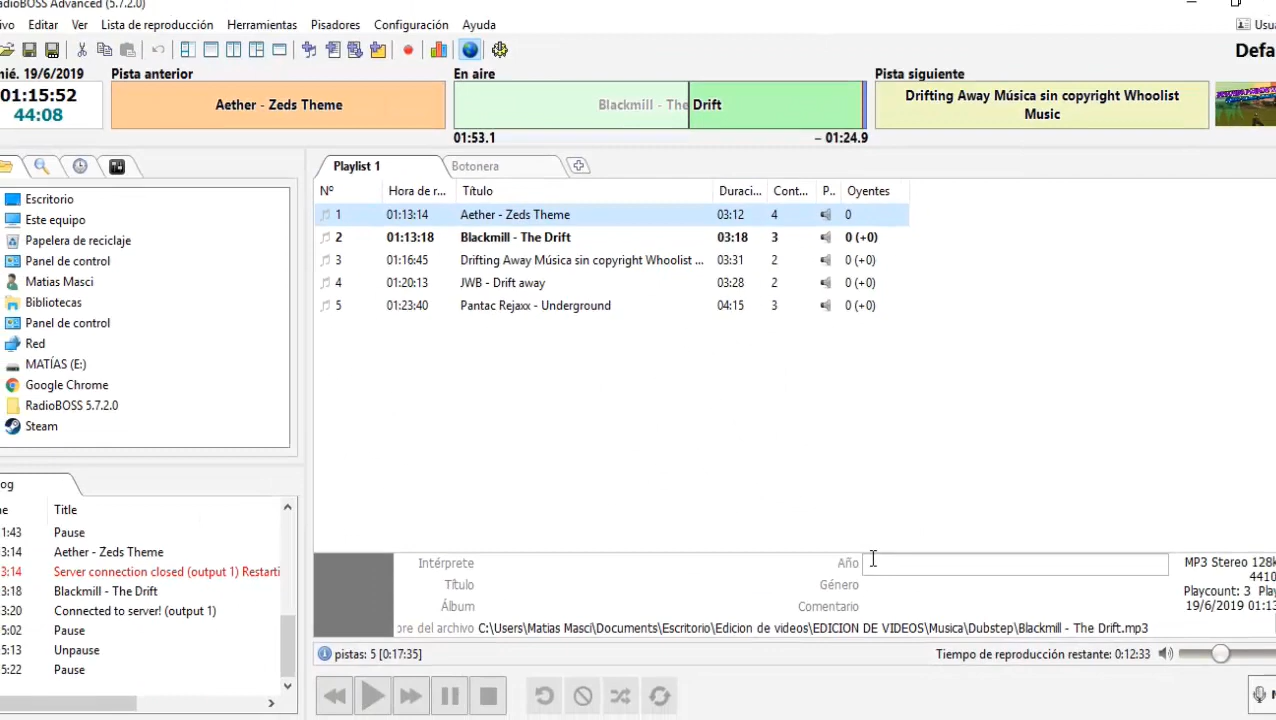 adioBOSS Advanced (5.7.2.0)
ivo Editar Ver Lista de reproducción Herramientas Pisadores Configuración Ayuda
Usua
mié. 19/6/2019
01:15:52
44:08
Pista anterior
Aether - Zeds Theme
En aire
Blackmill - The Drift
01:53.1
– 01:24.9
Pista siguiente
Drifting Away Música sin copyright Whoolist
Music
Defa
Escritorio
Este equipo
Papelera de reciclaje
Panel de control
Matias Masci
Bibliotecas
Panel de control
Red
MATÍAS (E:)
Google Chrome
RadioBOSS 5.7.2.0
Steam
Playlist 1
Botonera
Nº Hora de r... Título Duraci... Cont... P.. Oyentes
1 01:13:14 Aether - Zeds Theme 03:12 4 0
2 01:13:18 Blackmill - The Drift 03:18 3 0 (+0)
3 01:16:45 Drifting Away Música sin copyright Whoolist ... 03:31 2 0 (+0)
4 01:20:13 JWB - Drift away 03:28 2 0 (+0)
5 01:23:40 Pantac Rejaxx - Underground 04:15 3 0 (+0)
og
ne Title
1:43 Pause
3:14 Aether - Zeds Theme
3:14 Server connection closed (output 1) Restarti
3:18 Blackmill - The Drift
3:20 Connected to server! (output 1)
5:02 Pause
5:13 Unpause
5:22 Pause
Intérprete
Título
Álbum
Año
Género
Comentario
bre del archivo C:\Users\Matias Masci\Documents\Escritorio\Edicion de videos\EDICION DE VIDEOS\Musica\Dubstep\Blackmill - The Drift.mp3
MP3 Stereo 128k
4410
Playcount: 3 Play
19/6/2019 01:13
pistas: 5 [0:17:35]
Tiempo de reproducción restante: 0:12:33